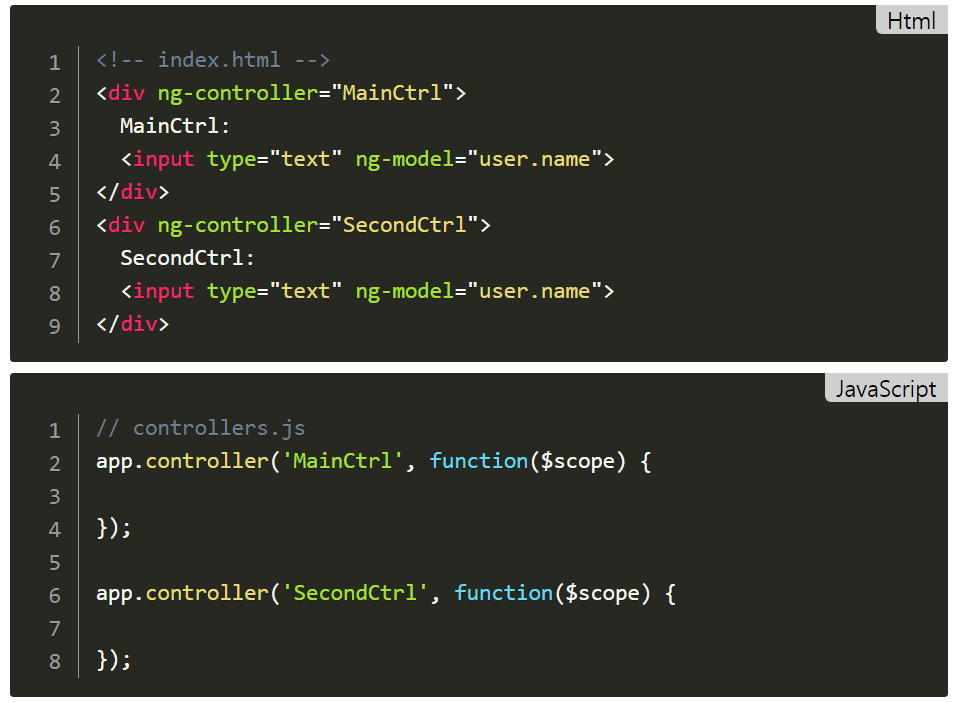 Html
1 <!-- index.html -->
2 <div ng-controller="MainCtrl">
3   MainCtrl:
4   <input type="text" ng-model="user.name">
5 </div>
6 <div ng-controller="SecondCtrl">
7   SecondCtrl:
8   <input type="text" ng-model="user.name">
9 </div>
JavaScript
1 // controllers.js
2 app.controller('MainCtrl', function($scope) {
3
4 });
5
6 app.controller('SecondCtrl', function($scope) {
7
8 });